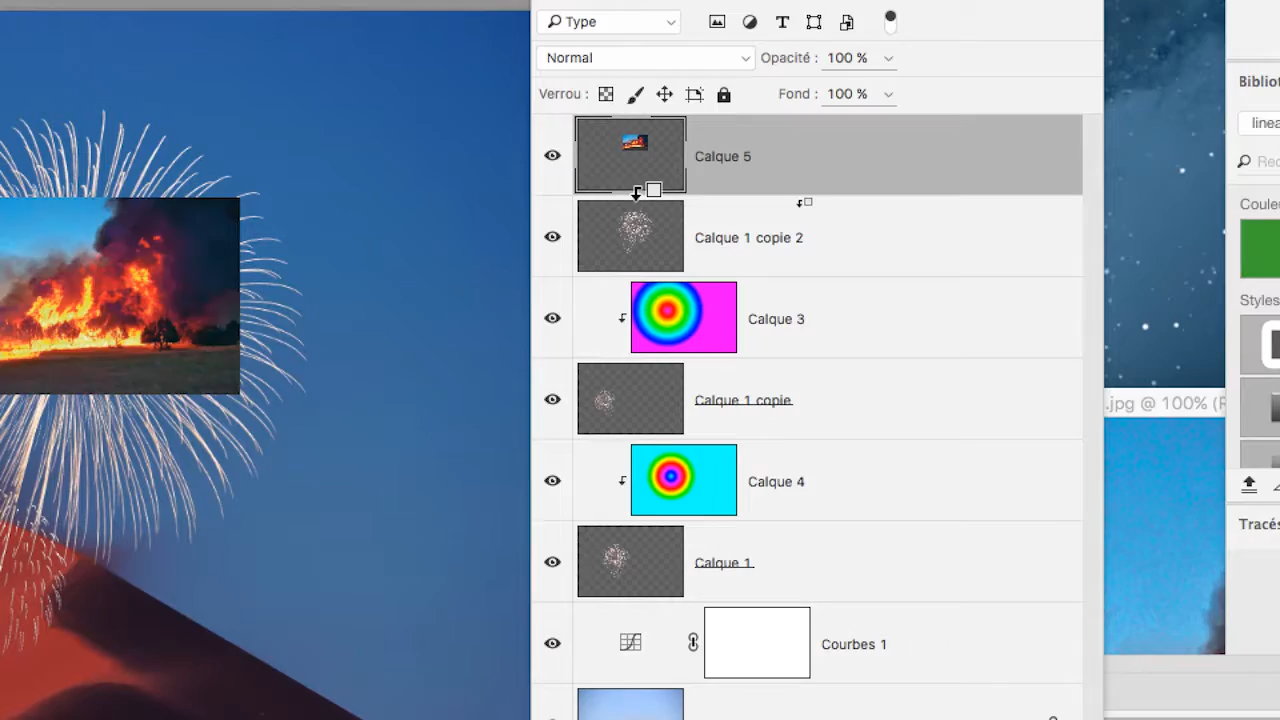 Type
Normal
Opacité :
100 %
Verrou :
Fond :
100 %
Calque 5
Calque 1 copie 2
Calque 3
Calque 1 copie
Calque 4
Calque 1
Courbes 1
Bibliot
linea
Rec
Couleu
.jpg @ 100% (R
Styles
Tracés